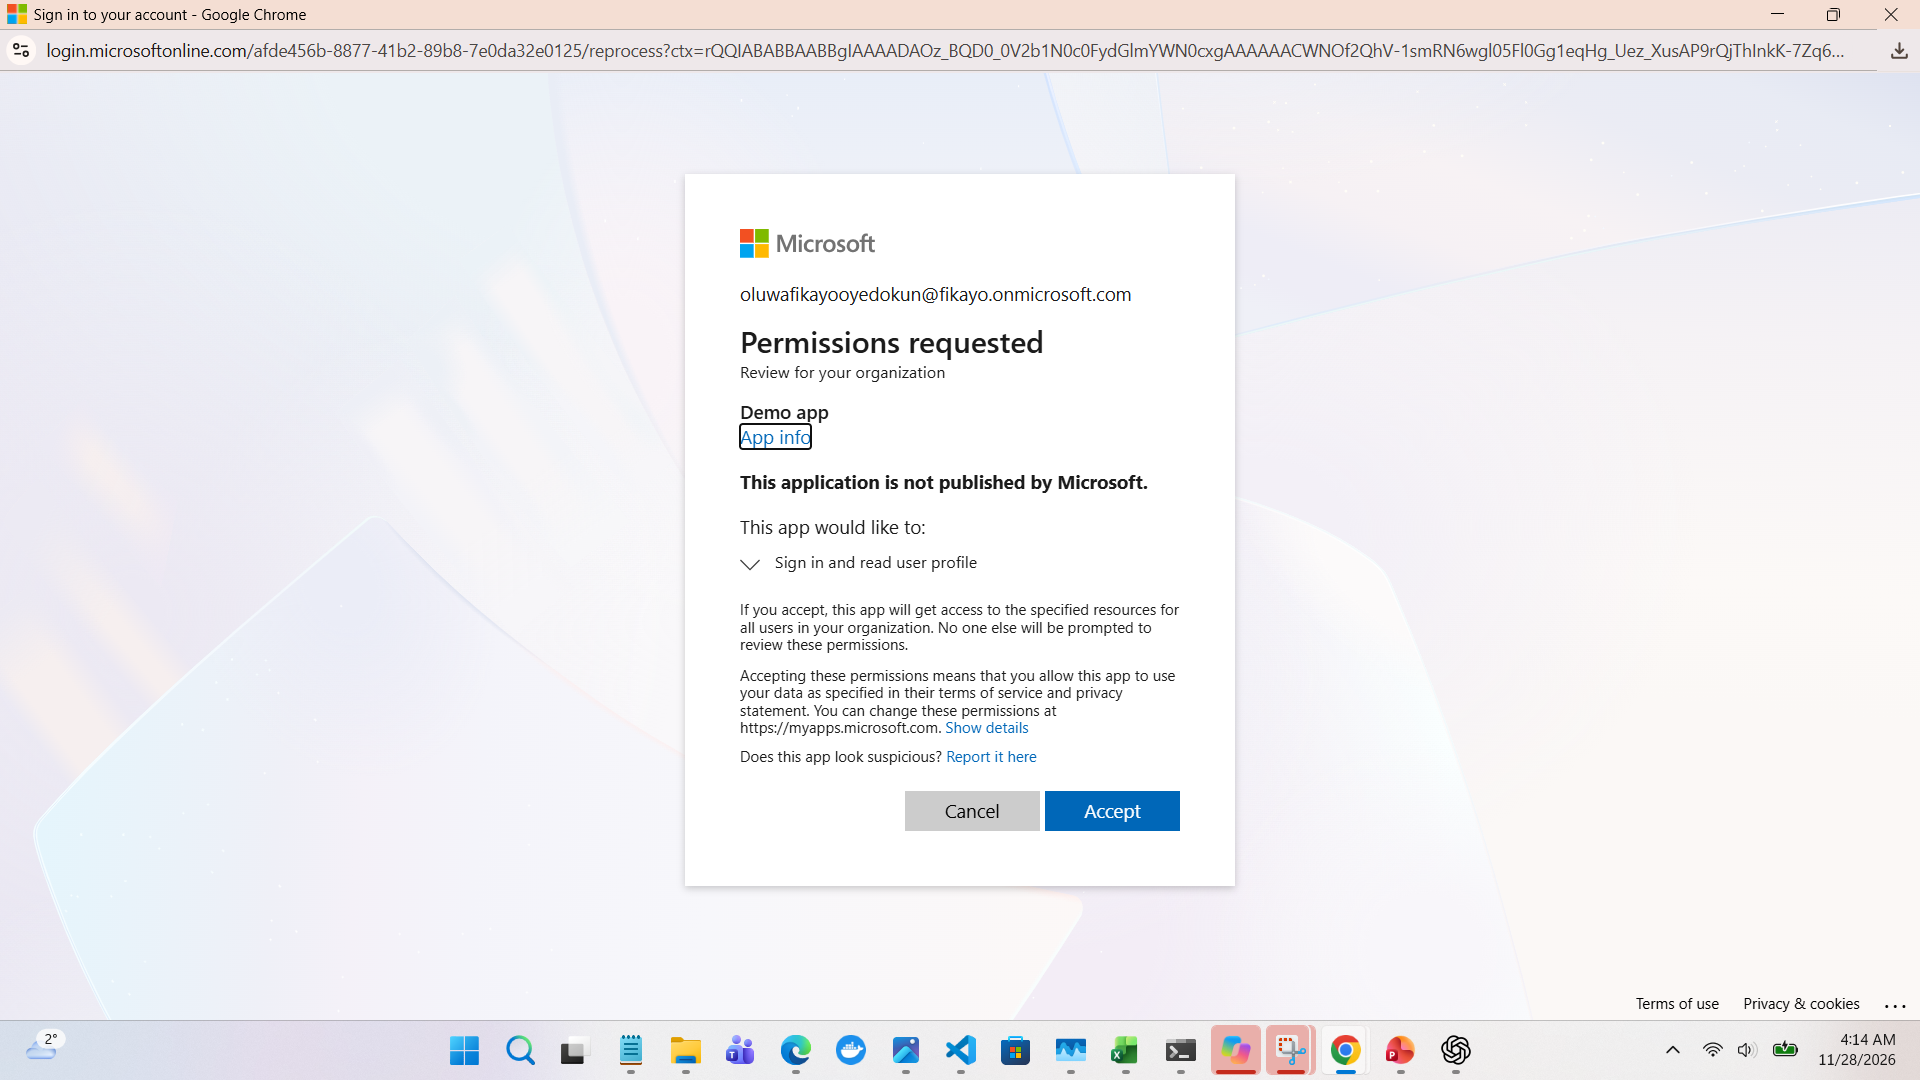 Sign in to your account - Google Chrome
login.microsoftonline.com/afde456b-8877-41b2-89b8-7e0da32e0125/reprocess?ctx=rQQIABABBAABBgIAAAADAOz_BQD0_0V2b1N0c0FydGlmYWN0cxgAAAAAACWNOf2QhV-1smRN6wgl05Fl0Gg1eqHg_Uez_XusAP9rQjThInkK-7Zq6...
Microsoft
oluwafikayooyedokun@fikayo.onmicrosoft.com
Permissions requested
Review for your organization
Demo app
App info
This application is not published by Microsoft.
This app would like to:
Sign in and read user profile
If you accept, this app will get access to the specified resources for
all users in your organization. No one else will be prompted to
review these permissions.
Accepting these permissions means that you allow this app to use
your data as specified in their terms of service and privacy
statement. You can change these permissions at
https://myapps.microsoft.com. Show details
Does this app look suspicious? Report it here
Cancel Accept
Terms of use Privacy & cookies ...
2°
4:14 AM
11/28/2026